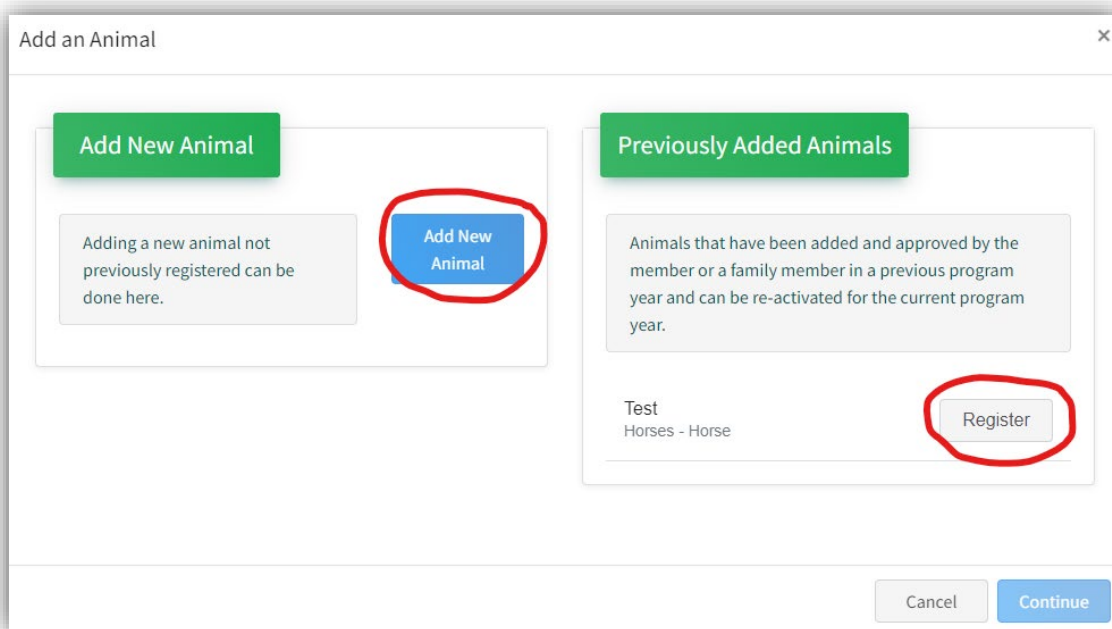 Add an Animal
×
Add New Animal
Adding a new animal not
previously registered can be
done here.
Add New
Animal
Previously Added Animals
Animals that have been added and approved by the
member or a family member in a previous program
year and can be re-activated for the current program
year.
Test
Horses - Horse
Register
Cancel
Continue